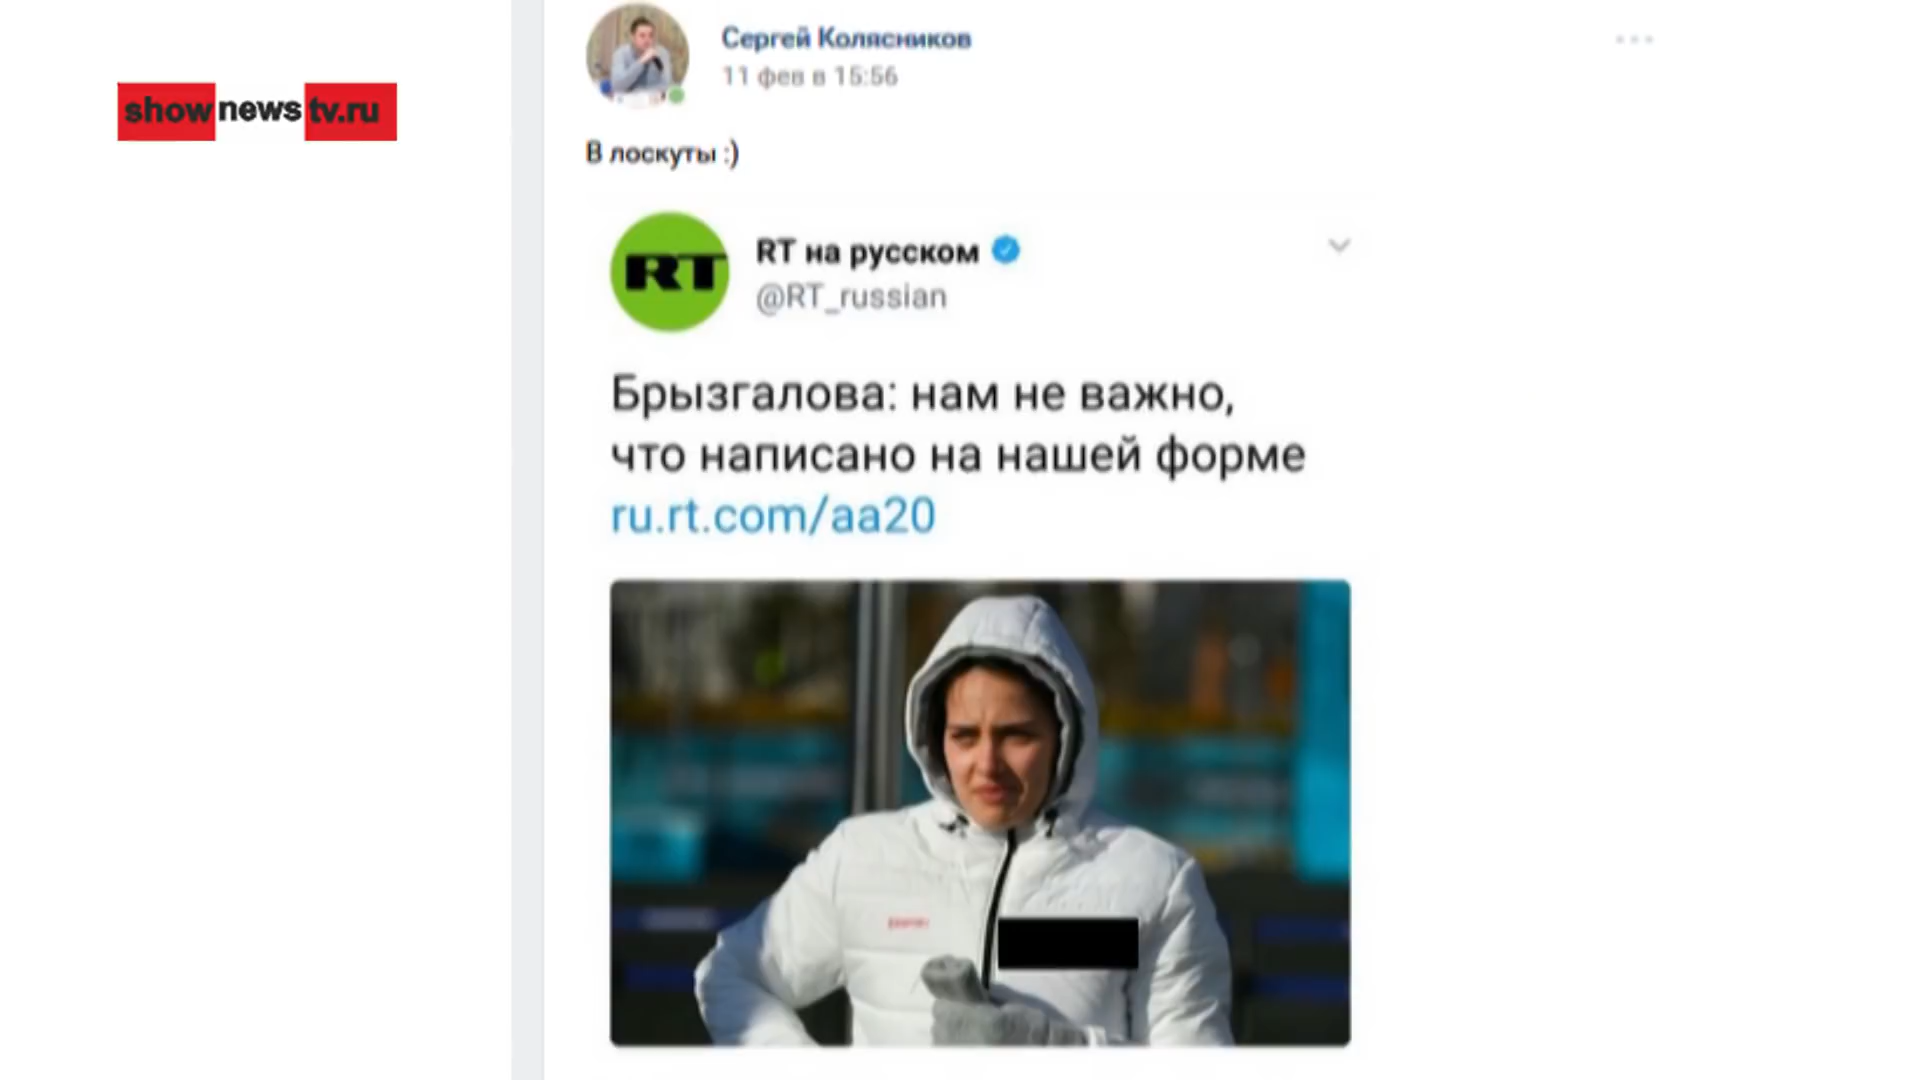 shownewstv.ru
Сергей Колясников
11 фев в 15:56
В лоскуты :)
RT
RT на русском
@RT_russian
Брызгалова: нам не важно,
что написано на нашей форме
ru.rt.com/aa20